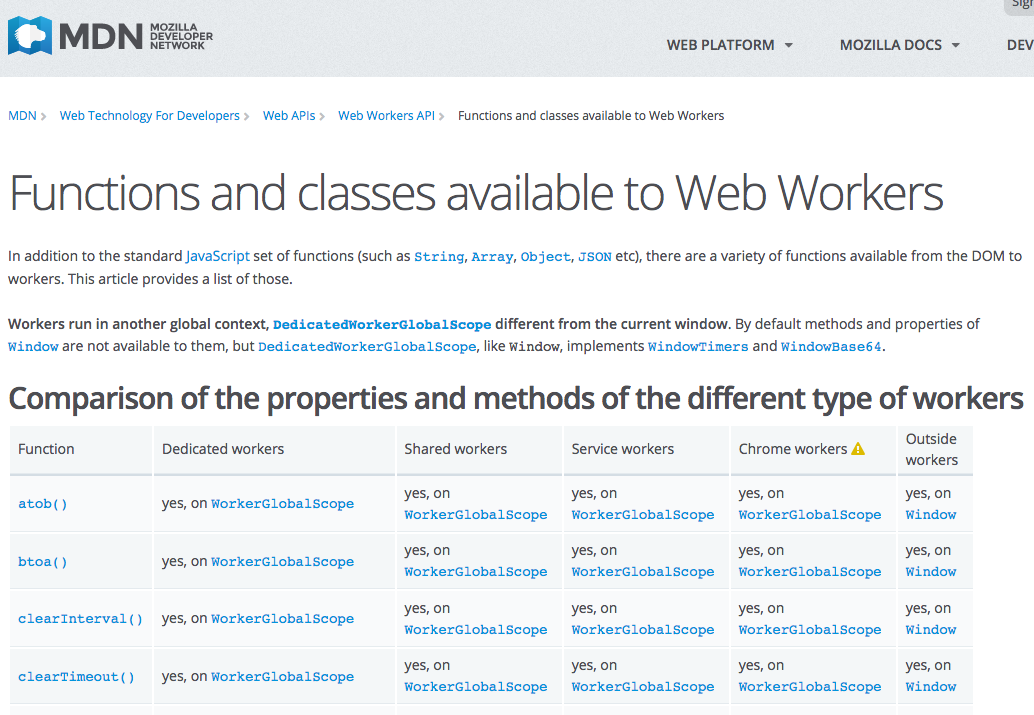 Sign
MDN MOZILLA
DEVELOPER
NETWORK
WEB PLATFORM MOZILLA DOCS DEV
MDN Web Technology For Developers Web APIs Web Workers API Functions and classes available to Web Workers
Functions and classes available to Web Workers
In addition to the standard JavaScript set of functions (such as String, Array, Object, JSON etc), there are a variety of functions available from the DOM to
workers. This article provides a list of those.
Workers run in another global context, DedicatedWorkerGlobalScope different from the current window. By default methods and properties of
Window are not available to them, but DedicatedWorkerGlobalScope, like Window, implements WindowTimers and WindowBase64.
Comparison of the properties and methods of the different type of workers
Function Dedicated workers Shared workers Service workers Chrome workers Outside
workers
atob() yes, on WorkerGlobalScope yes, on yes, on yes, on yes, on
WorkerGlobalScope WorkerGlobalScope WorkerGlobalScope Window
btoa() yes, on WorkerGlobalScope yes, on yes, on yes, on yes, on
WorkerGlobalScope WorkerGlobalScope WorkerGlobalScope Window
clearInterval() yes, on WorkerGlobalScope yes, on yes, on yes, on yes, on
WorkerGlobalScope WorkerGlobalScope WorkerGlobalScope Window
clearTimeout() yes, on WorkerGlobalScope yes, on yes, on yes, on yes, on
WorkerGlobalScope WorkerGlobalScope WorkerGlobalScope Window